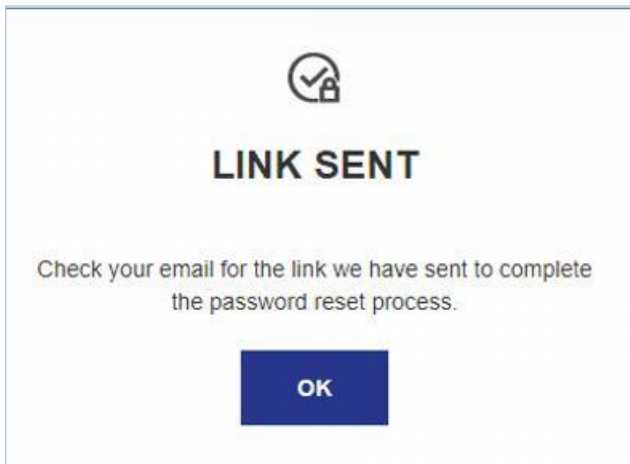 LINK SENT
Check your email for the link we have sent to complete
the password reset process.
OK